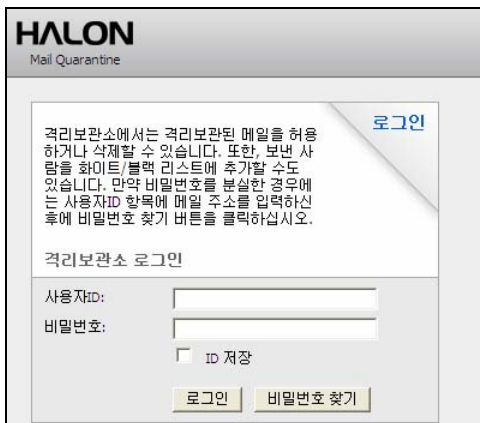 HALON
Mail Quarantine
로그인
격리보관소에서는 격리보관된 메일을 허용
하거나 삭제할 수 있습니다. 또한, 보낸 사
람을 화이트/블랙 리스트에 추가할 수도
있습니다. 만약 비밀번호를 분실한 경우에
는 사용자ID 항목에 메일 주소를 입력하신
후에 비밀번호 찾기 버튼을 클릭하십시오.
격리보관소 로그인
사용자ID:
비밀번호:
ID 저장
로그인 비밀번호 찾기